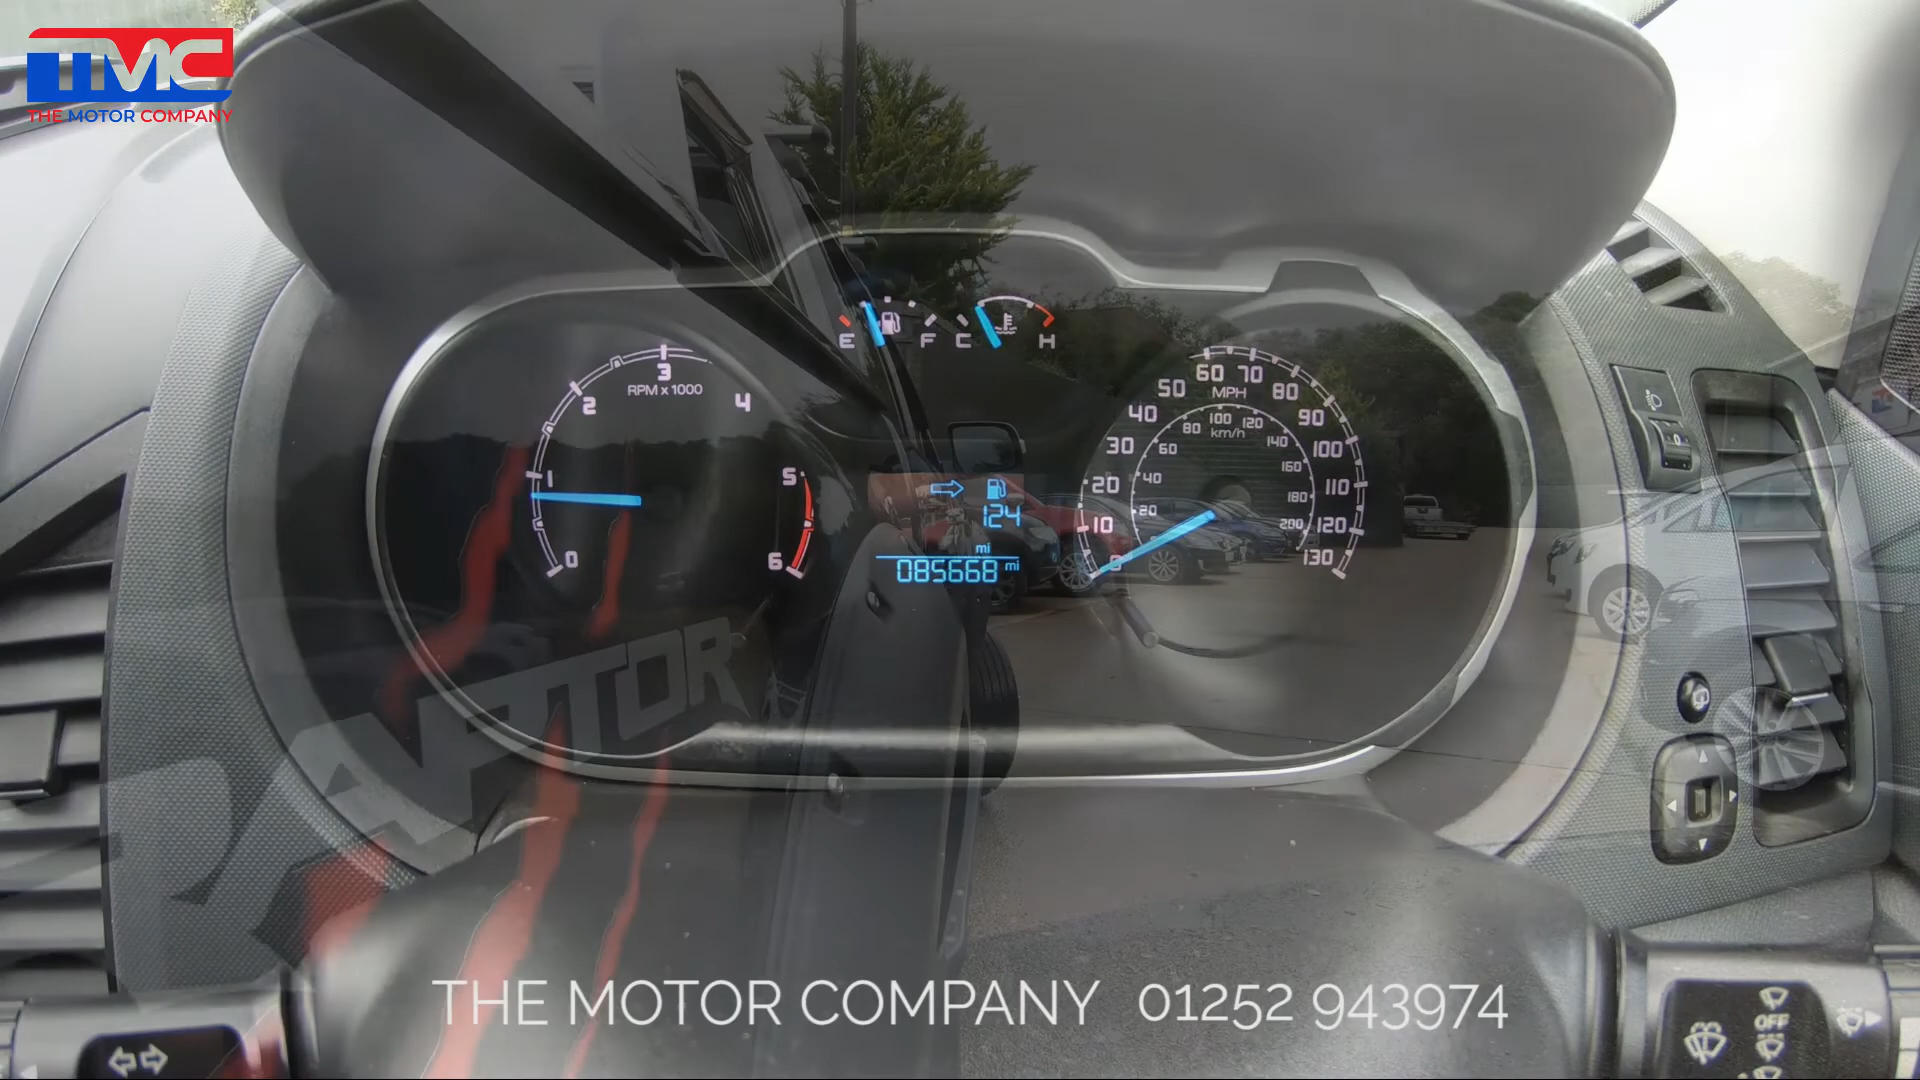 TMC
THE MOTOR COMPANY
E F C H
RPM x 1000
0 1 2 3 4 5 6
MPH
0 10 20 30 40 50 60 70 80 90 100 110 120 130
km/h
20 40 60 80 100 120 140 160 180 200
124
mi
085668 mi
RAPTOR
THE MOTOR COMPANY 01252 943974
OFF